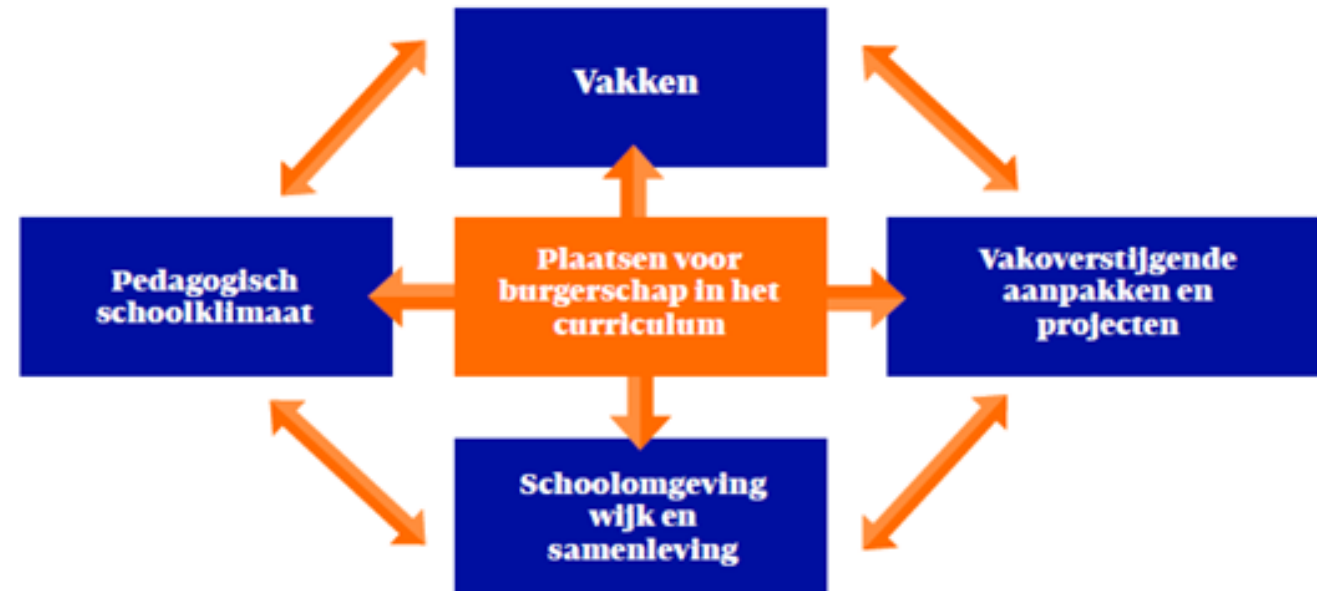 Vakken
Pedagogisch
schoolklimaat
Plaatsen voor
burgerschap in het
curriculum
Vakoverstijgende
aanpakken en
projecten
Schoolomgeving
wijk en
samenleving